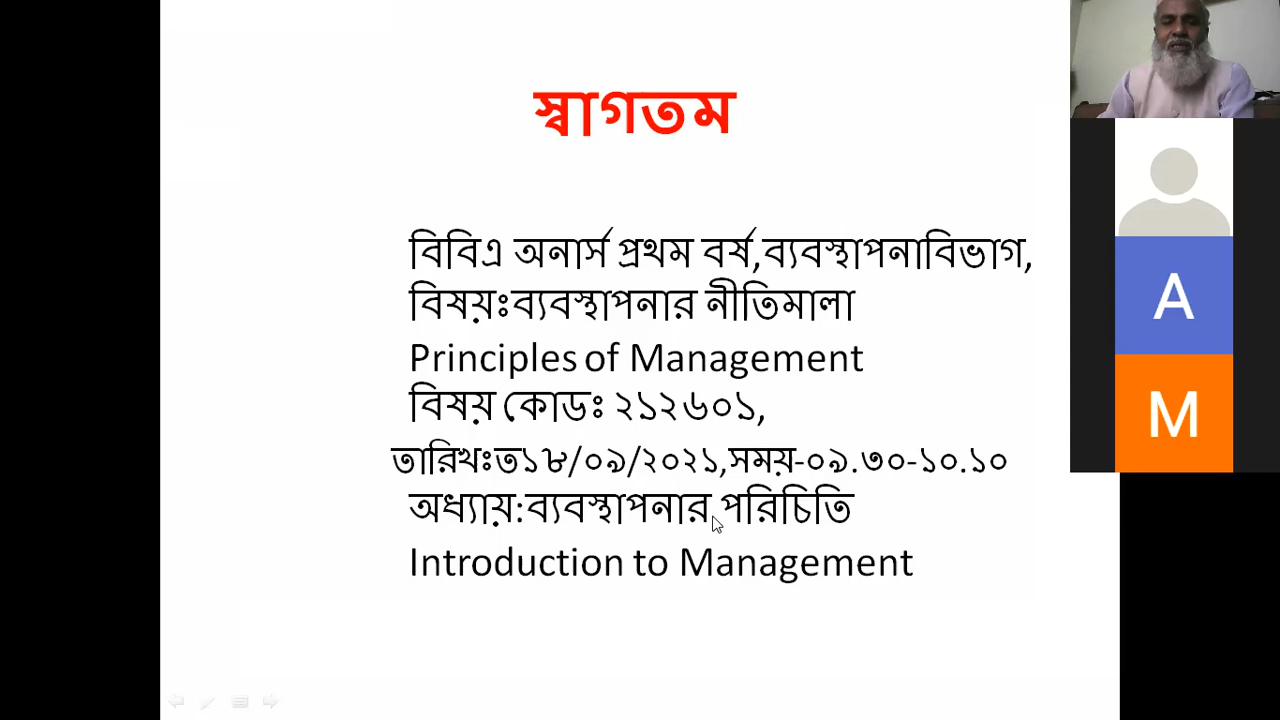 স্বাগতম
বিবিএ অনার্স প্রথম বর্ষ,ব্যবস্থাপনাবিভাগ,
বিষয়ঃব্যবস্থাপনার নীতিমালা
Principles of Management
বিষয় কোডঃ ২১২৬০১,
তারিখঃত১৮/০৯/২০২১,সময়-০৯.৩০-১০.১০
অধ্যায়:ব্যবস্থাপনার পরিচিতি
Introduction to Management
A
M